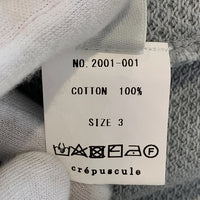 NO. 2001-001
COTTON 100%
SIZE 3
crépuscule